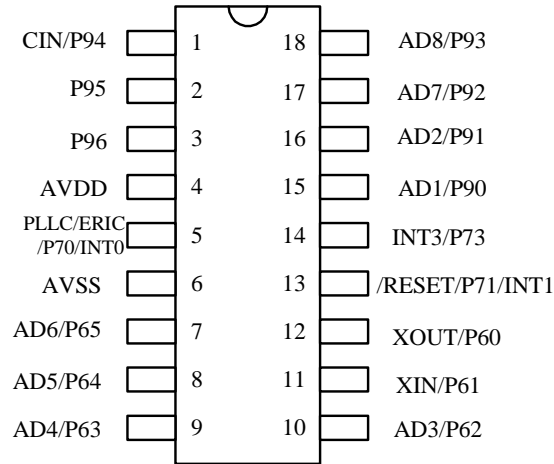 CIN/P94 1 18 AD8/P93
P95 2 17 AD7/P92
P96 3 16 AD2/P91
AVDD 4 15 AD1/P90
PLLC/ERIC
/P70/INT0 5 14 INT3/P73
AVSS 6 13 /RESET/P71/INT1
AD6/P65 7 12 XOUT/P60
AD5/P64 8 11 XIN/P61
AD4/P63 9 10 AD3/P62